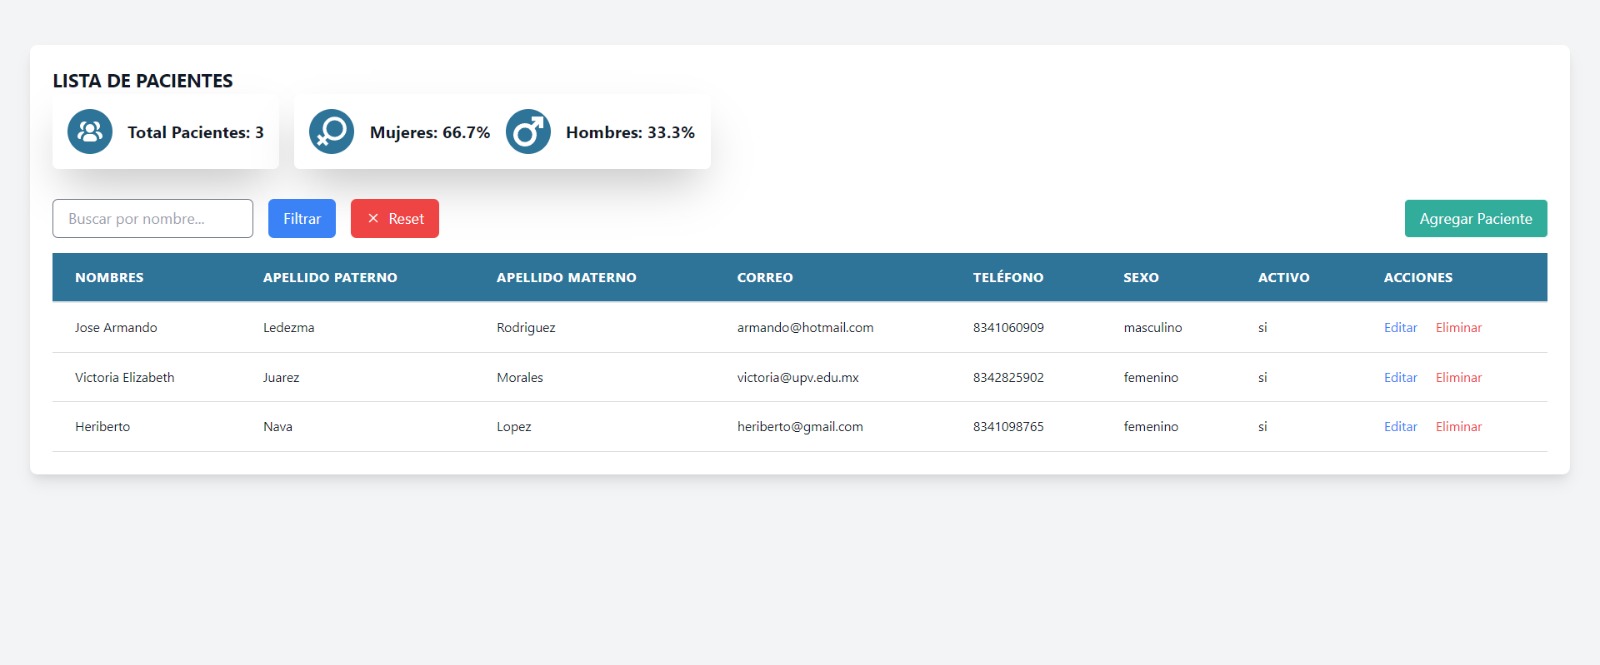 LISTA DE PACIENTES
Total Pacientes: 3 Mujeres: 66.7% Hombres: 33.3%
Buscar por nombre... Filtrar × Reset Agregar Paciente
NOMBRES APELLIDO PATERNO APELLIDO MATERNO CORREO TELÉFONO SEXO ACTIVO ACCIONES
Jose Armando Ledezma Rodriguez armando@hotmail.com 8341060909 masculino si Editar Eliminar
Victoria Elizabeth Juarez Morales victoria@upv.edu.mx 8342825902 femenino si Editar Eliminar
Heriberto Nava Lopez heriberto@gmail.com 8341098765 femenino si Editar Eliminar